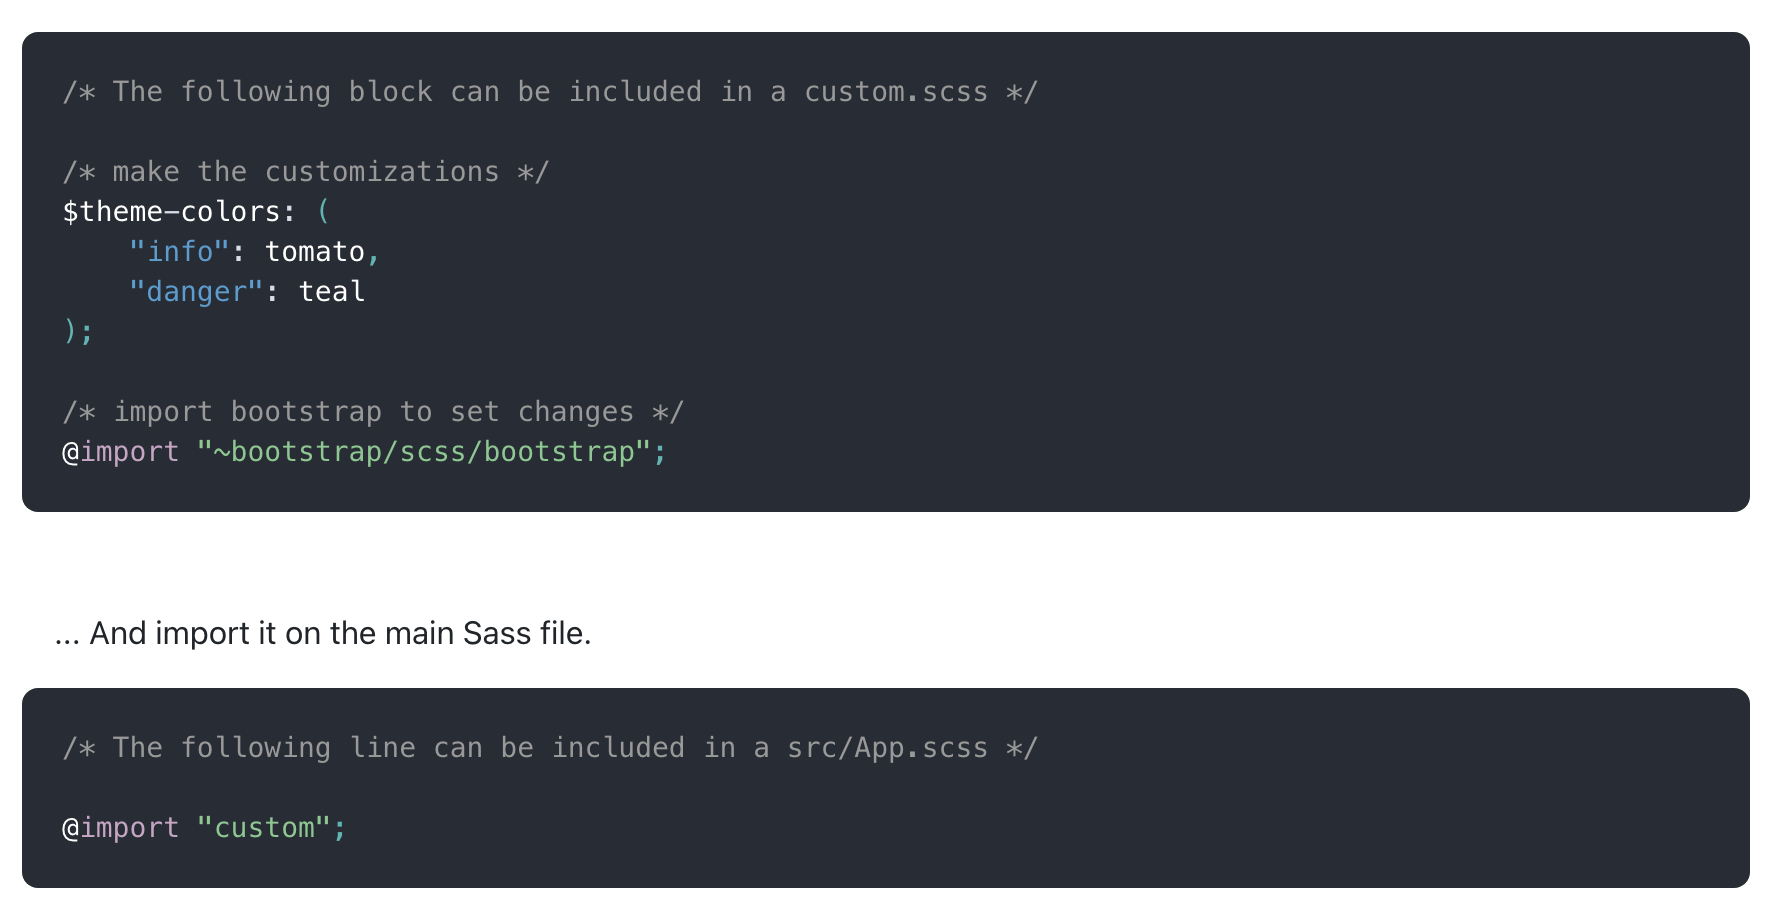 /* The following block can be included in a custom.scss */
/* make the customizations */
$theme-colors: (
    "info": tomato,
    "danger": teal
);
/* import bootstrap to set changes */
@import "~bootstrap/scss/bootstrap";
... And import it on the main Sass file.
/* The following line can be included in a src/App.scss */
@import "custom";